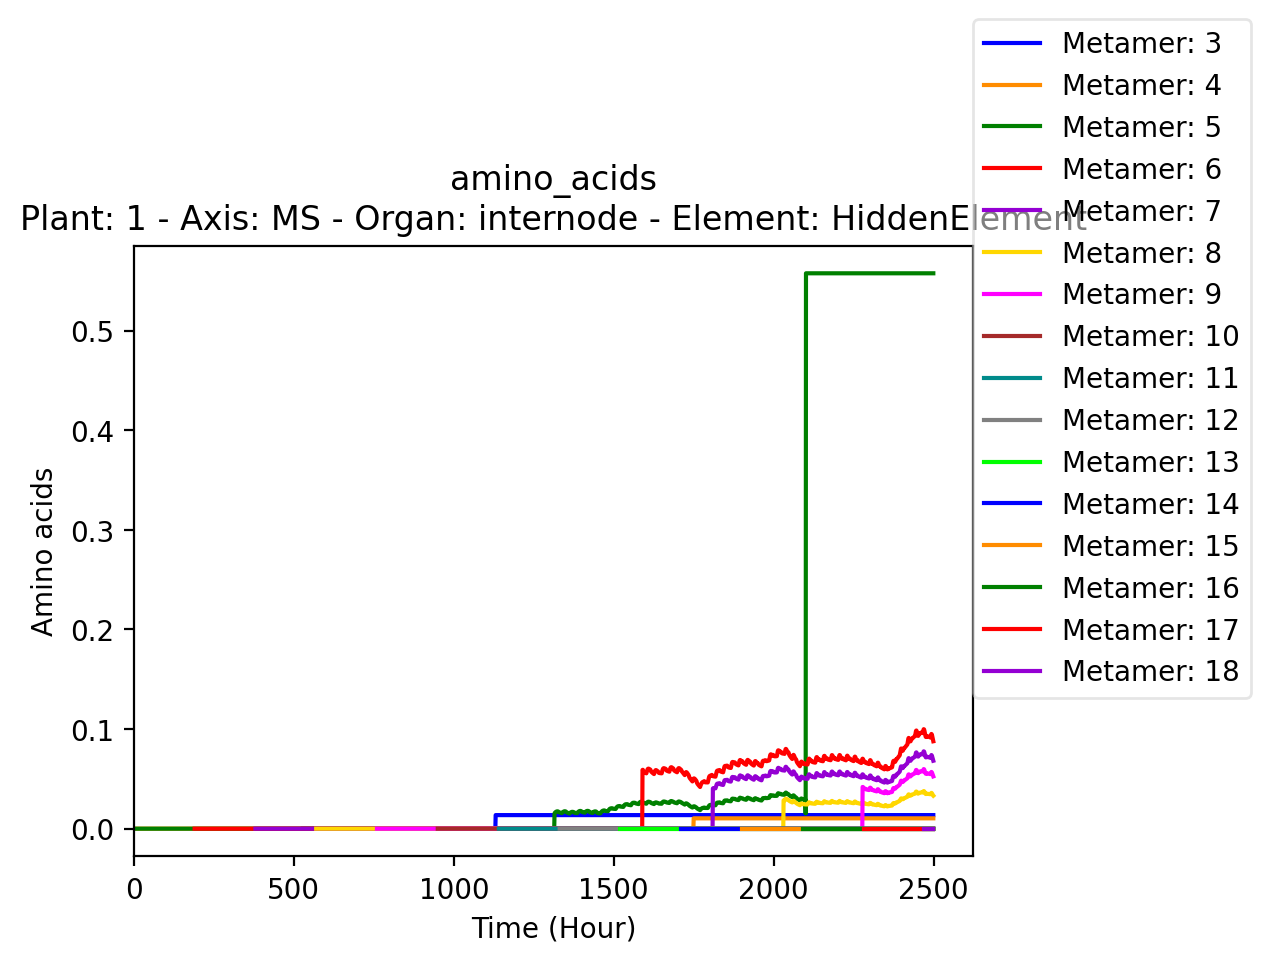 amino_acids
Plant: 1 - Axis: MS - Organ: internode - Element: HiddenElement
Metamer: 3
Metamer: 4
Metamer: 5
Metamer: 6
Metamer: 7
Metamer: 8
Metamer: 9
Metamer: 10
Metamer: 11
Metamer: 12
Metamer: 13
Metamer: 14
Metamer: 15
Metamer: 16
Metamer: 17
Metamer: 18
Amino acids
0.5
0.4
0.3
0.2
0.1
0.0
0 500 1000 1500 2000 2500
Time (Hour)